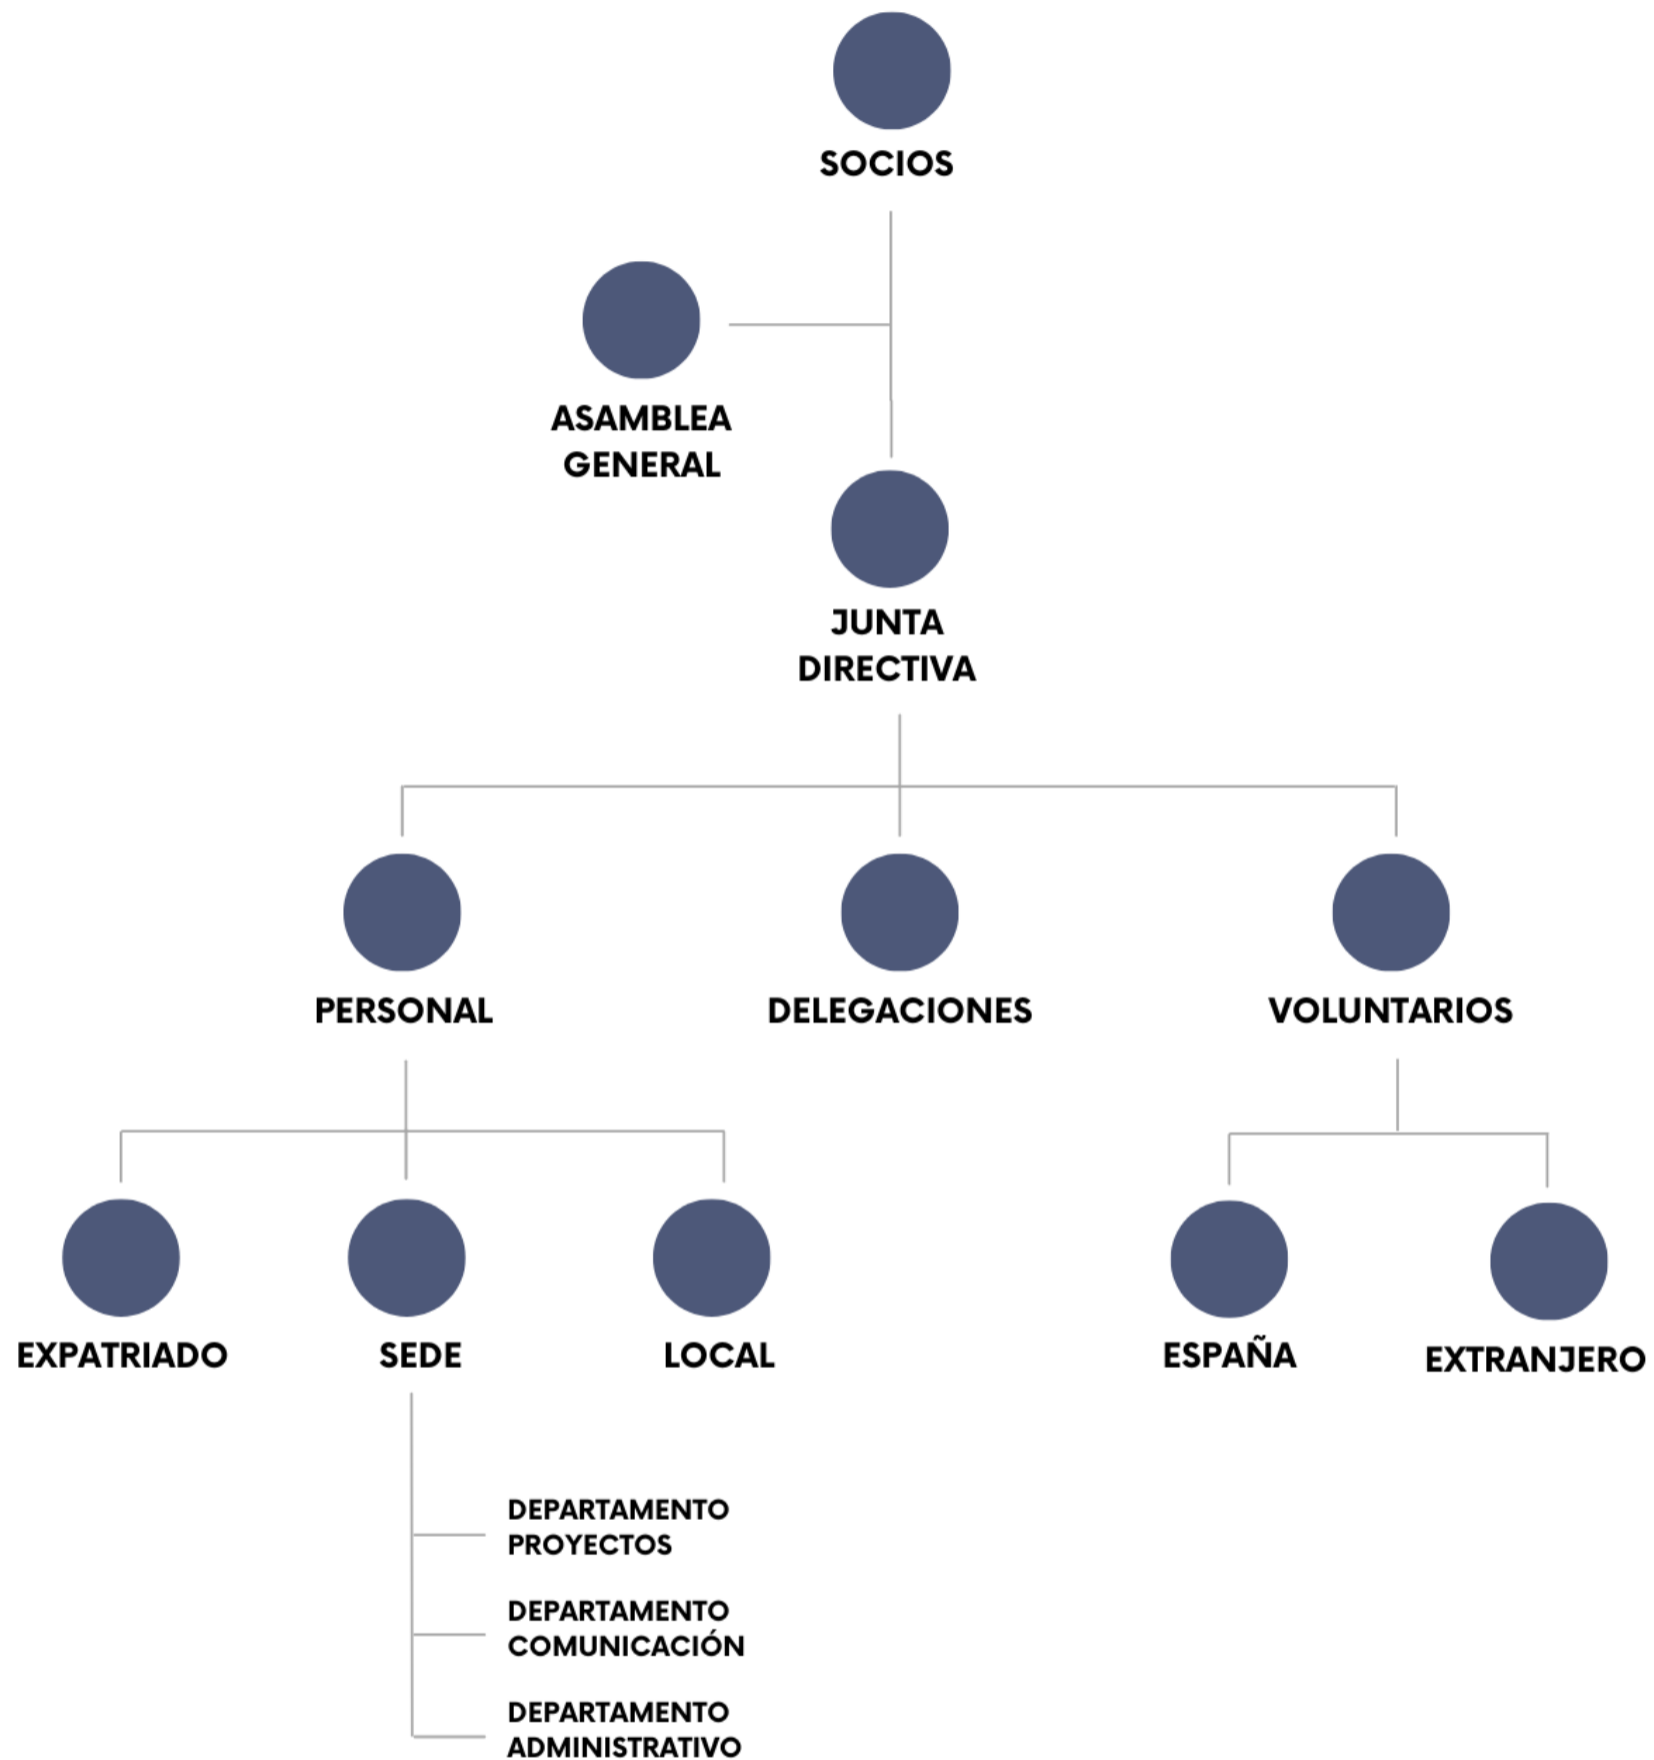 SOCIOS
ASAMBLEA
GENERAL
JUNTA
DIRECTIVA
PERSONAL
DELEGACIONES
VOLUNTARIOS
EXPATRIADO
SEDE
LOCAL
ESPAÑA
EXTRANJERO
DEPARTAMENTO
PROYECTOS
DEPARTAMENTO
COMUNICACIÓN
DEPARTAMENTO
ADMINISTRATIVO